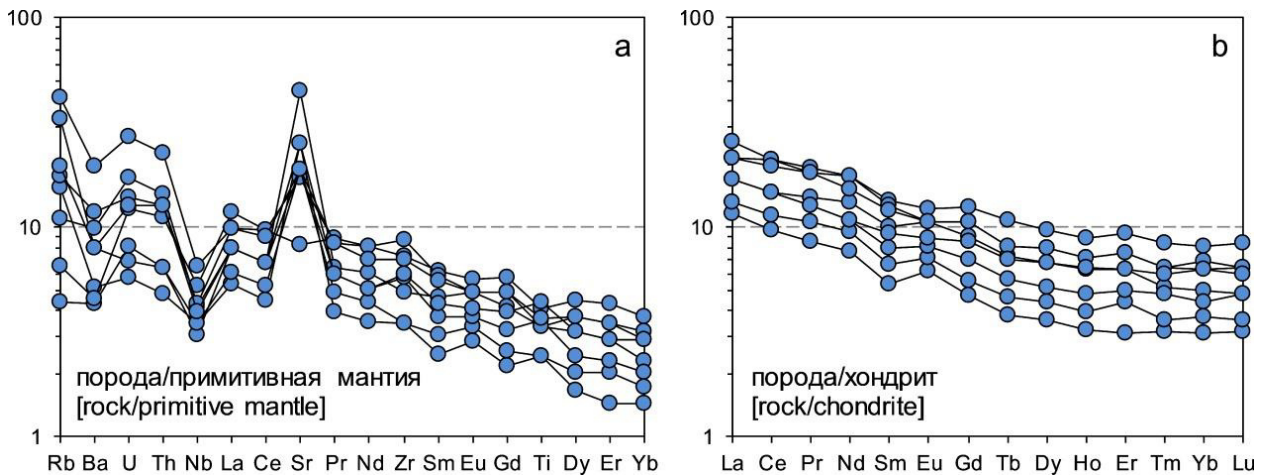 100
a
10
порода/примитивная мантия
[rock/primitive mantle]
1
Rb Ba U Th Nb La Ce Sr Pr Nd Zr Sm Eu Gd Ti Dy Er Yb
100
b
10
порода/хондрит
[rock/chondrite]
1
La Ce Pr Nd Sm Eu Gd Tb Dy Ho Er Tm Yb Lu